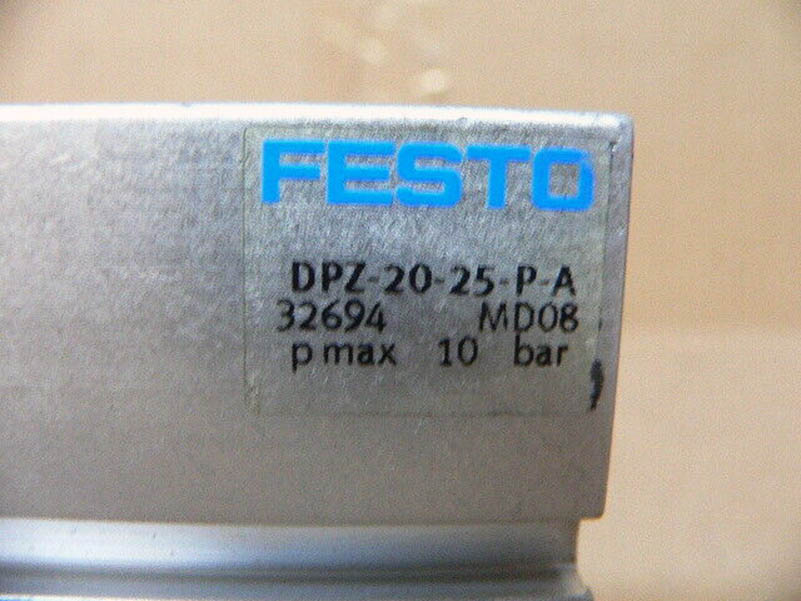 FESTO
DPZ-20-25-P-A
32694 MD08
p max 10 bar